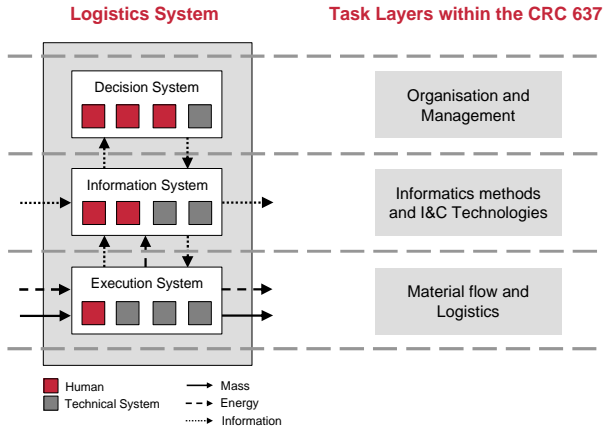 Logistics System
Task Layers within the CRC 637
Decision System
Organisation and
Management
Information System
Informatics methods
and I&C Technologies
Execution System
Material flow and
Logistics
Human
Technical System
Mass
Energy
Information